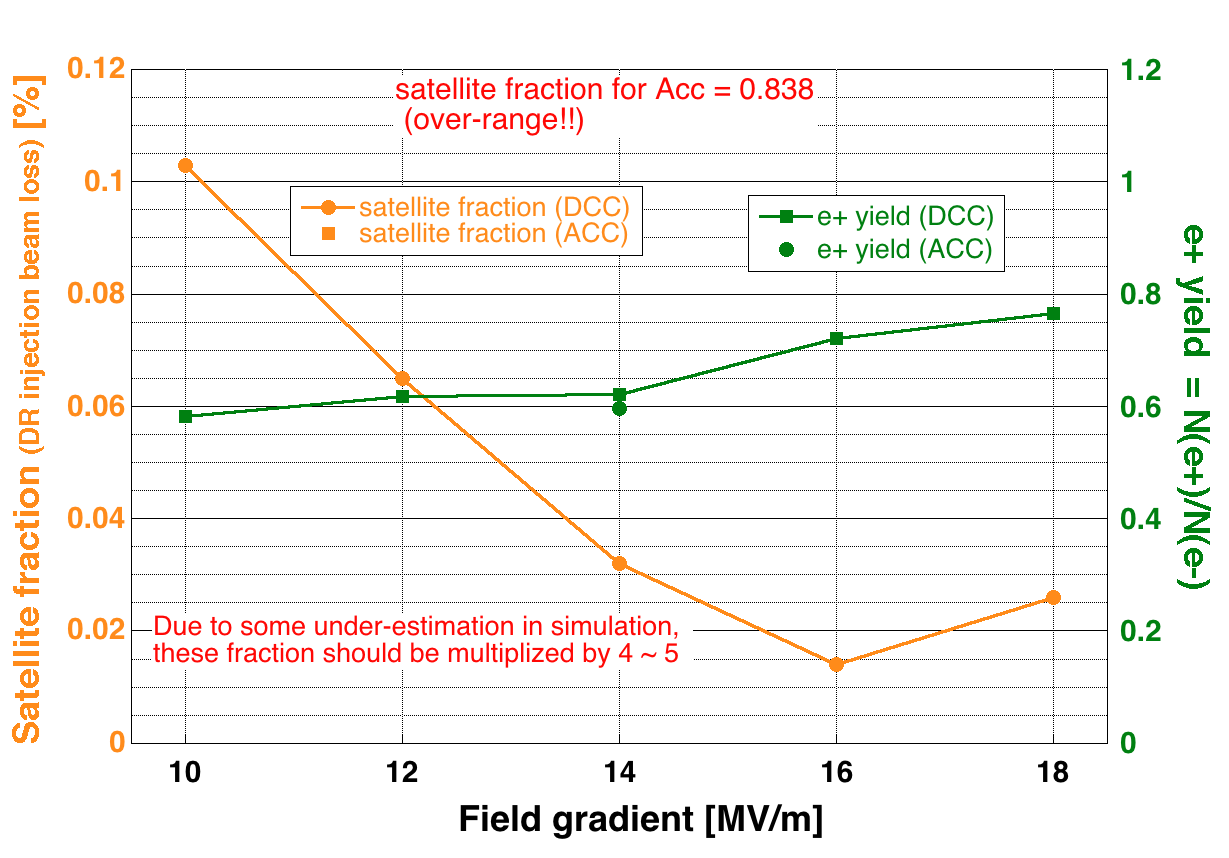 satellite fraction for Acc = 0.838
(over-range!!)
satellite fraction (DCC)
satellite fraction (ACC)
e+ yield (DCC)
e+ yield (ACC)
Due to some under-estimation in simulation,
these fraction should be multiplized by 4 ~ 5
Satellite fraction (DR injection beam loss) [%]
0.12
0.1
0.08
0.06
0.04
0.02
0
1.2
1
0.8
0.6
0.4
0.2
0
e+ yield = N(e+)/N(e-)
10 12 14 16 18
Field gradient [MV/m]